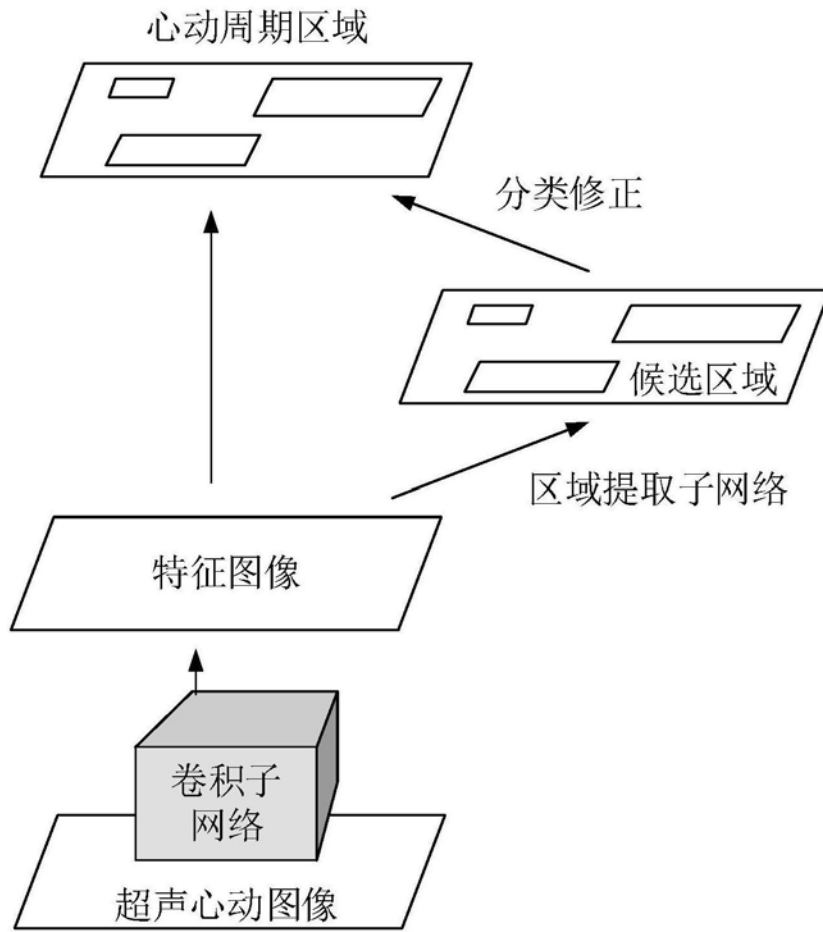 心动周期区域
分类修正
候选区域
区域提取子网络
特征图像
卷积子
网络
超声心动图像